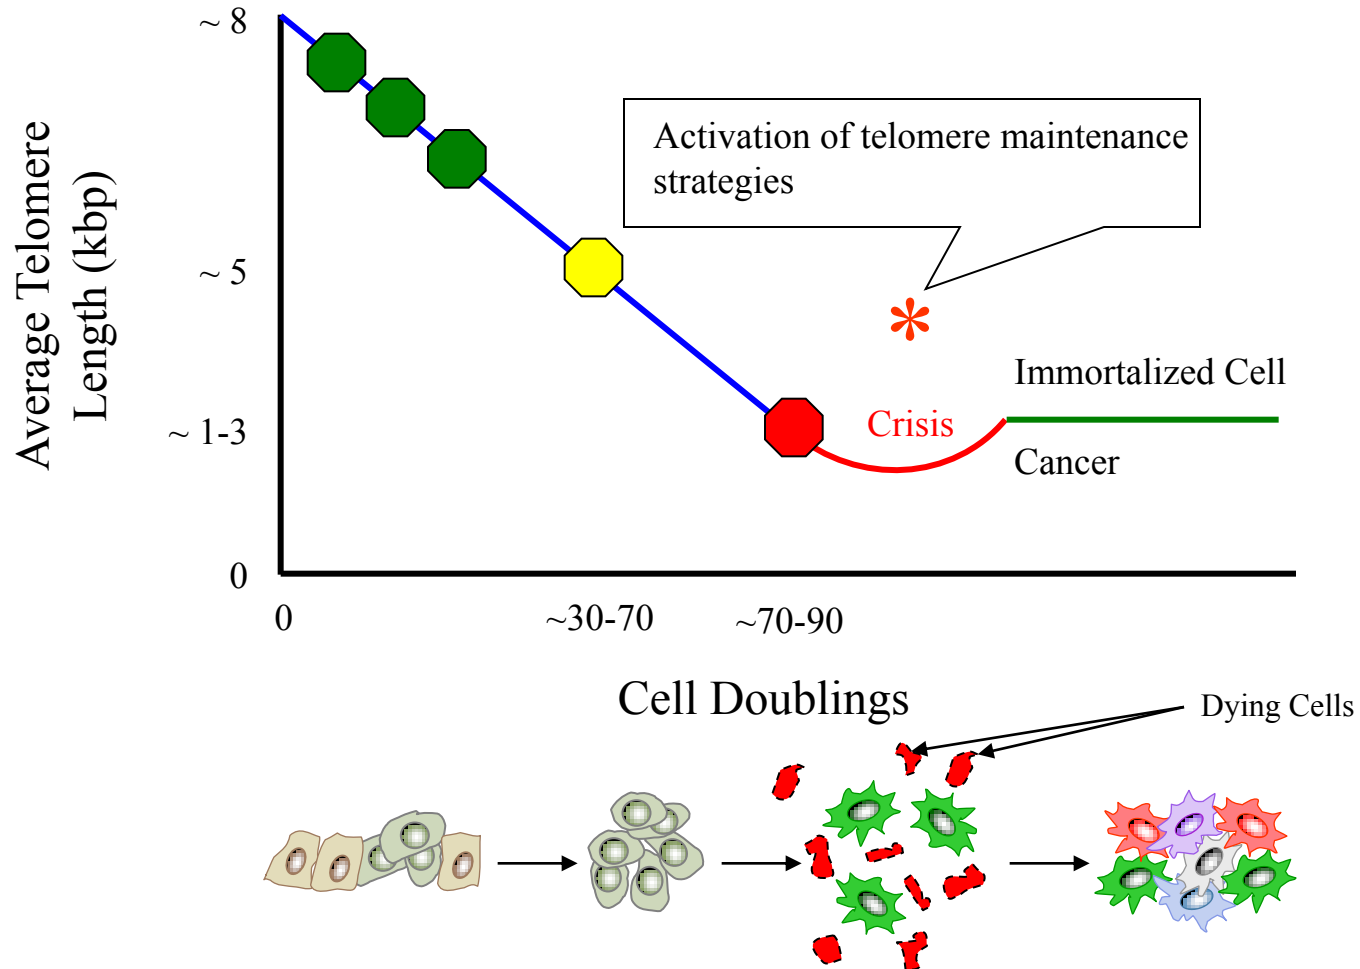 ~ 8
Average Telomere
Length (kbp)
Activation of telomere maintenance
strategies
~ 5
*
Immortalized Cell
Crisis
~ 1-3
Cancer
0
0
~30-70
~70-90
Cell Doublings
Dying Cells